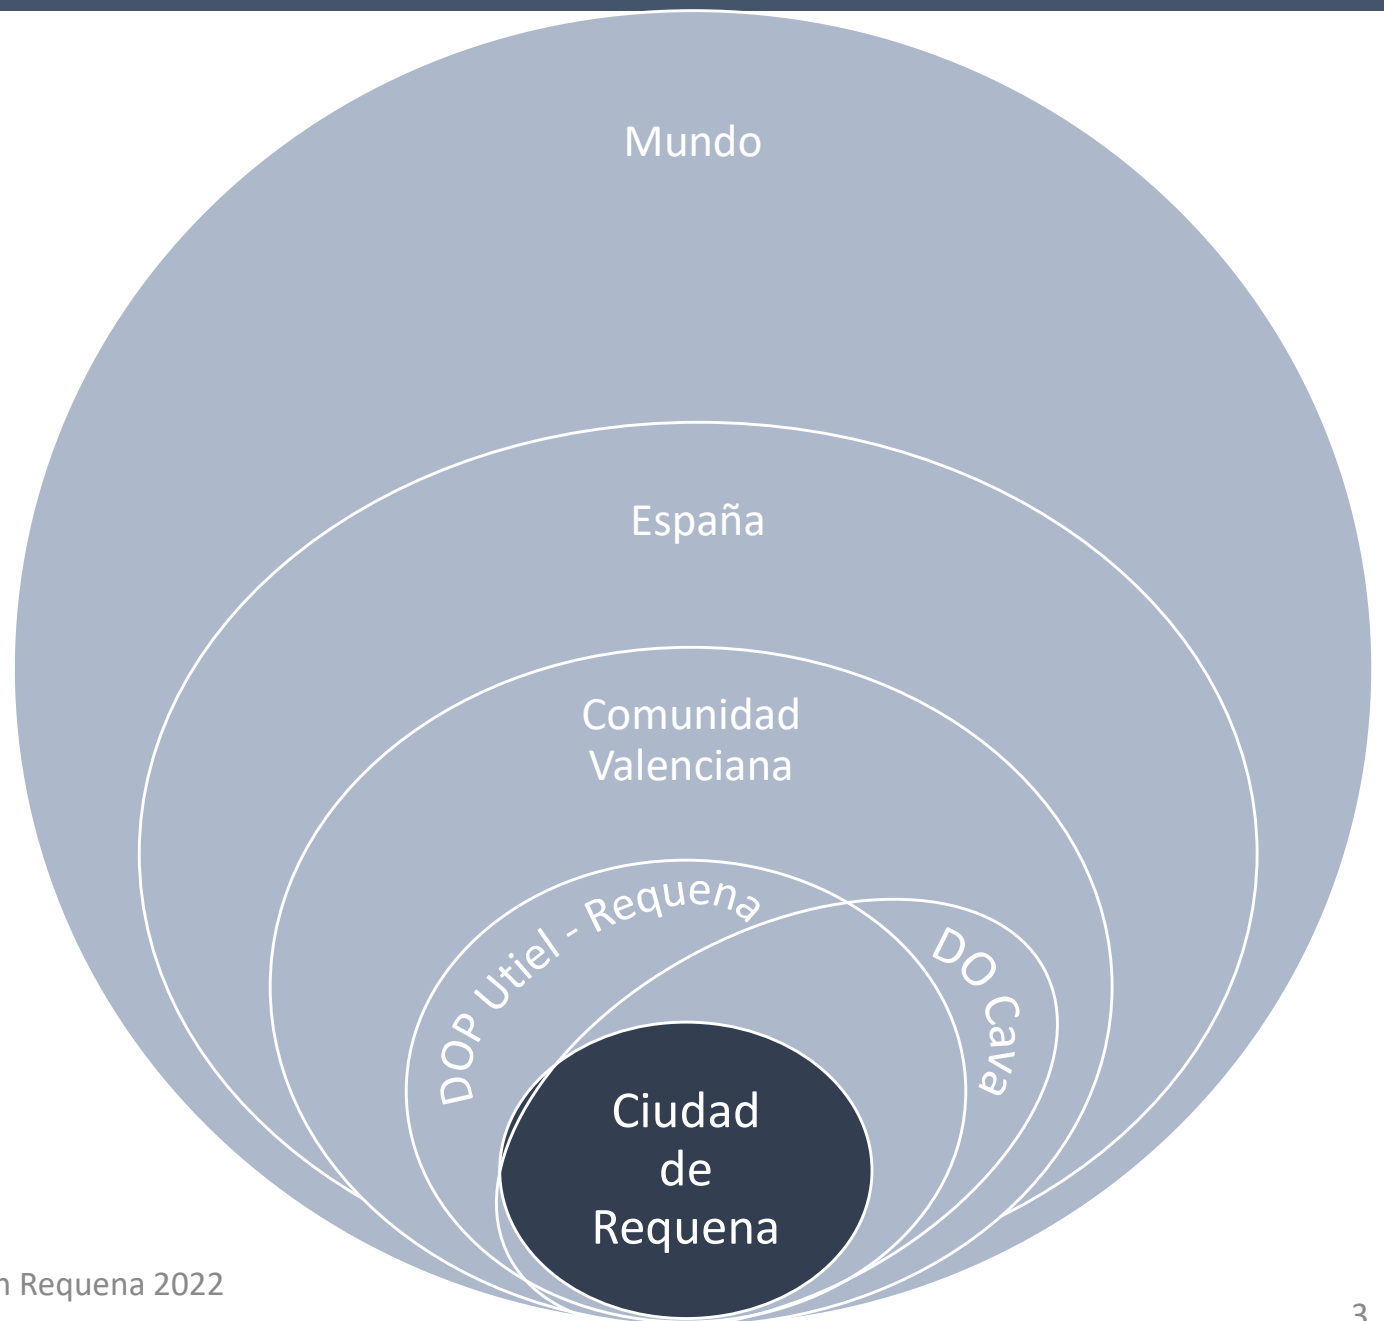 Mundo
España
Comunidad
Valenciana
DOP Utiel - Requena
DO Cava
Ciudad
de
Requena
Requena 2022
3